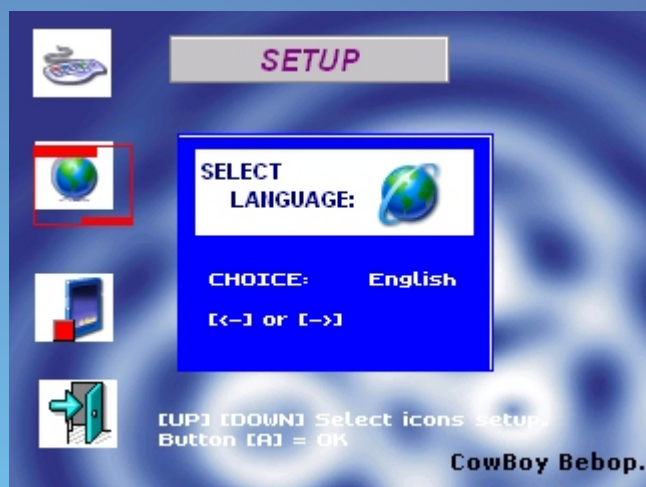 SETUP
SELECT
LANGUAGE:
CHOICE: English
[<-] or [->]
[UP] [DOWN] Select icons setup.
Button [A] = OK
CowBoy Bebop.